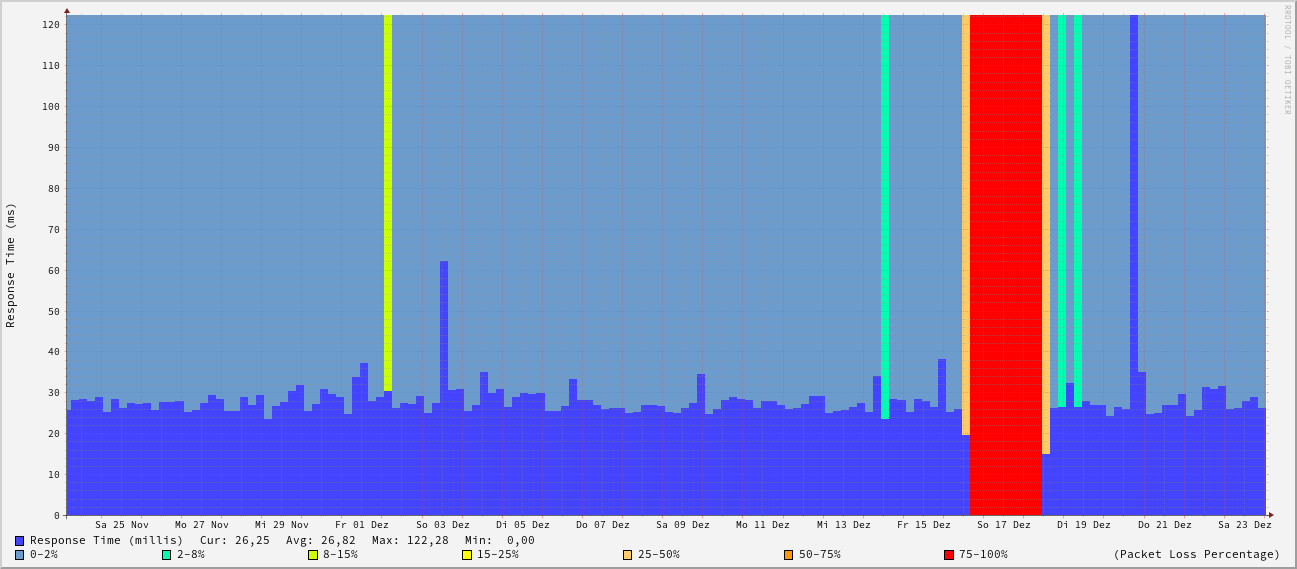 RRDTOOL / TOBI OETIKER
Response Time (ms)
120
110
100
90
80
70
60
50
40
30
20
10
0
Sa 25 Nov Mo 27 Nov Mi 29 Nov Fr 01 Dez So 03 Dez Di 05 Dez Do 07 Dez Sa 09 Dez Mo 11 Dez Mi 13 Dez Fr 15 Dez So 17 Dez Di 19 Dez Do 21 Dez Sa 23 Dez
Response Time (millis) Cur: 26,25 Avg: 26,82 Max: 122,28 Min: 0,00
0-2% 2-8% 8-15% 15-25% 25-50% 50-75% 75-100% (Packet Loss Percentage)